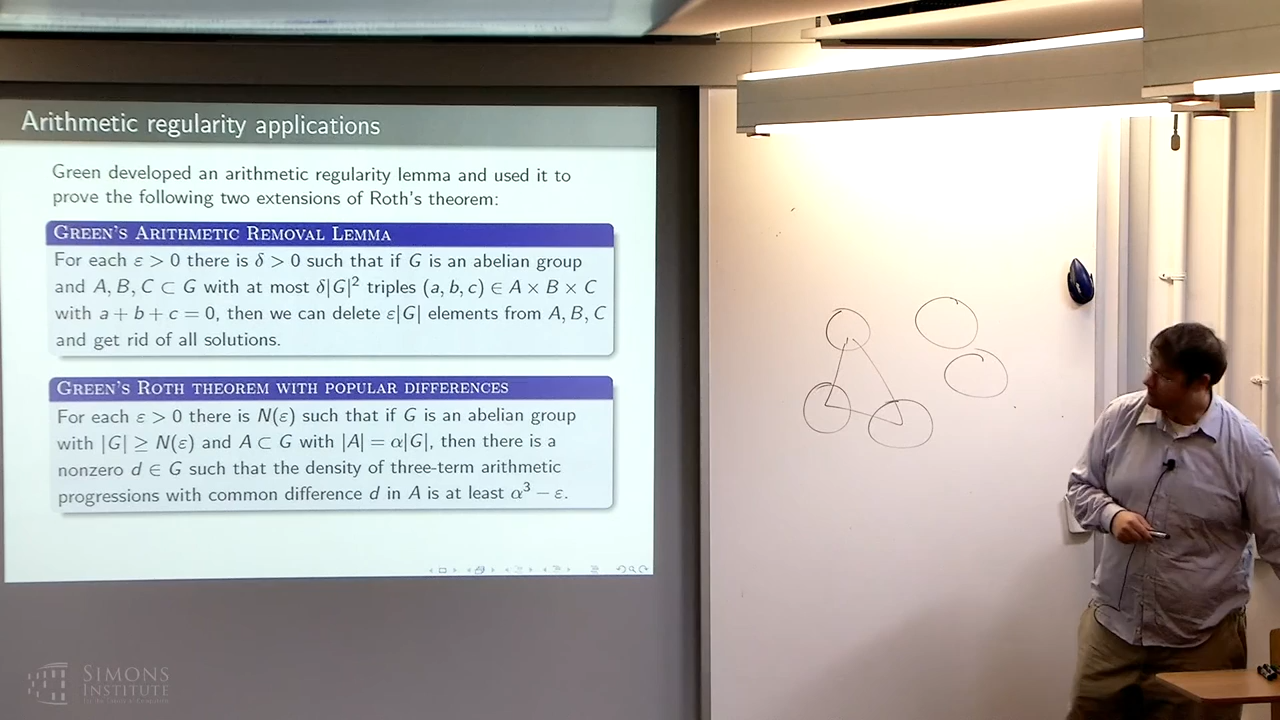 Arithmetic regularity applications
Green developed an arithmetic regularity lemma and used it to
prove the following two extensions of Roth's theorem:
Green's Arithmetic Removal Lemma
For each ε > 0 there is δ > 0 such that if G is an abelian group
and A, B, C ⊂ G with at most δ|G|² triples (a, b, c) ∈ A × B × C
with a + b + c = 0, then we can delete ε|G| elements from A, B, C
and get rid of all solutions.
Green's Roth theorem with popular differences
For each ε > 0 there is N(ε) such that if G is an abelian group
with |G| ≥ N(ε) and A ⊂ G with |A| = α|G|, then there is a
nonzero d ∈ G such that the density of three-term arithmetic
progressions with common difference d in A is at least α³ − ε.
Simons
Institute